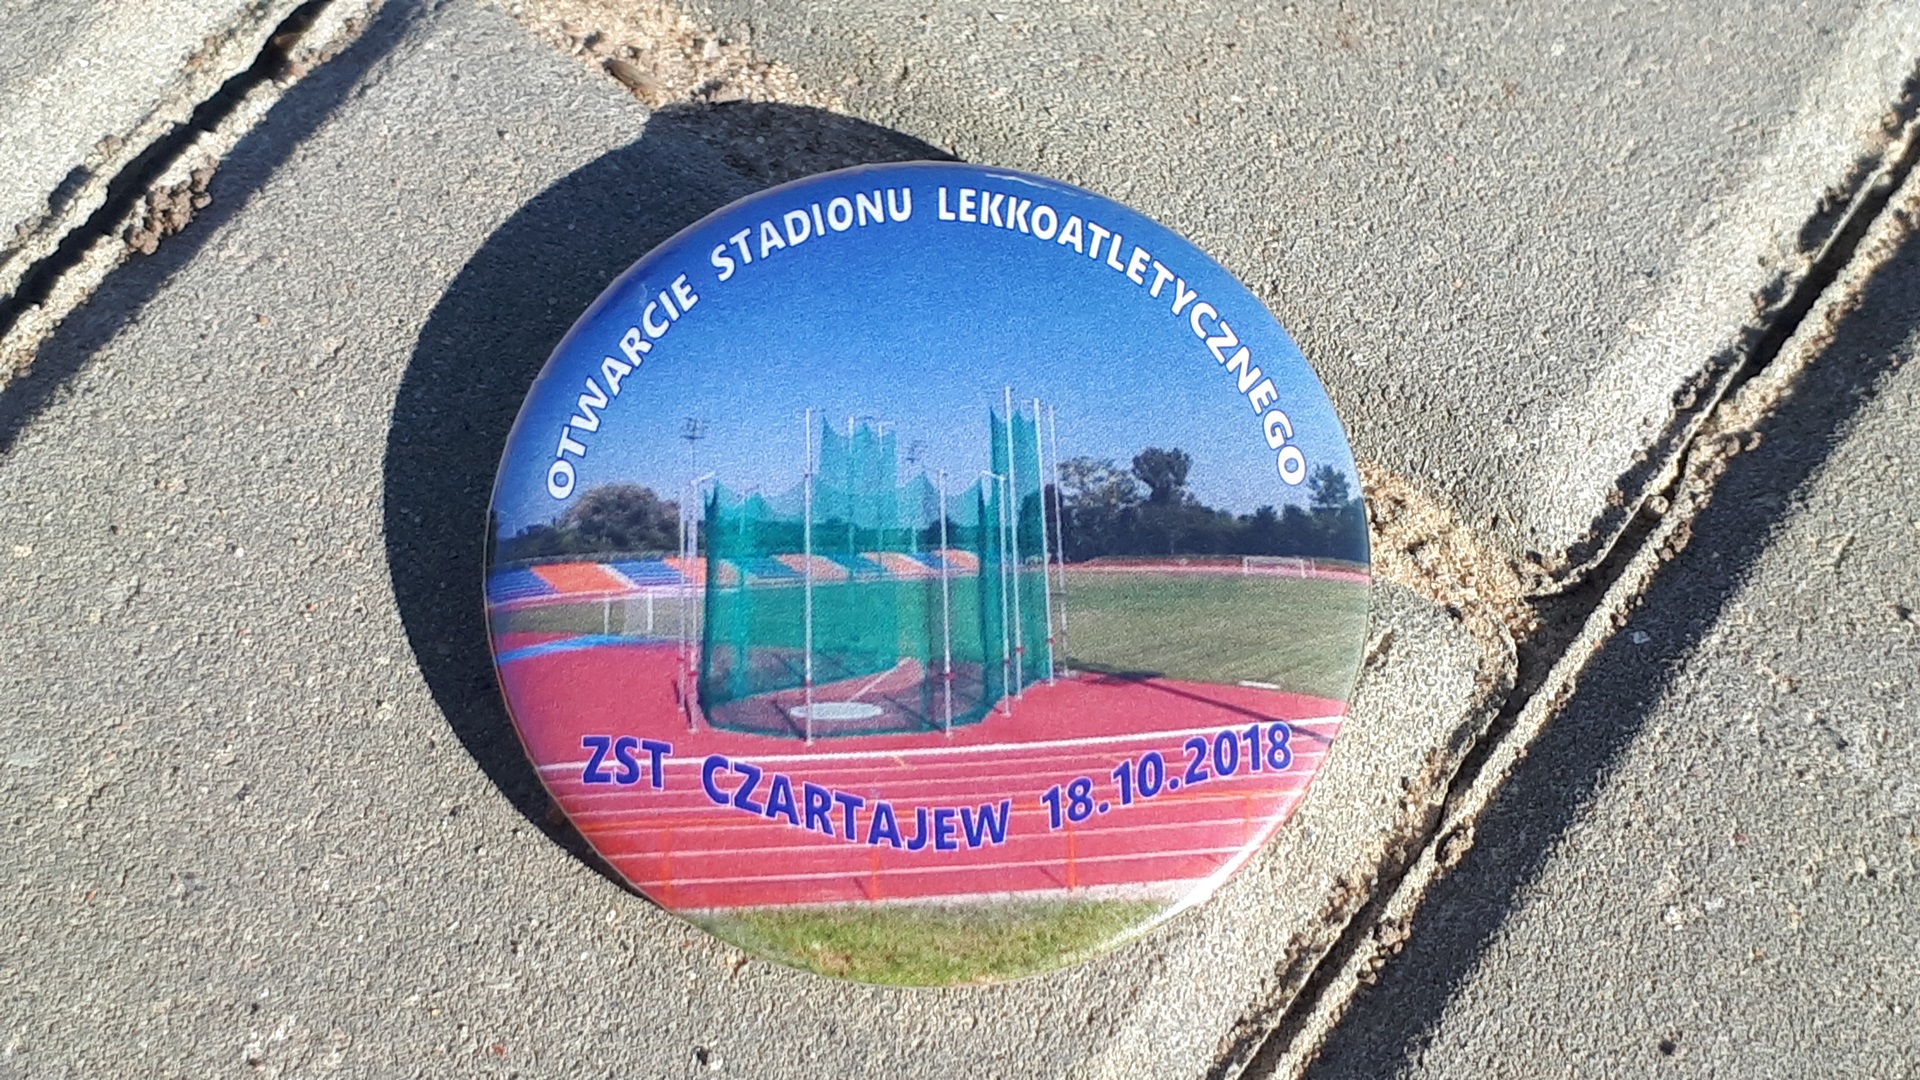 OTWARCIE STADIONU LEKKOATLETYCZNEGO
ZST CZARTAJEW 18.10.2018